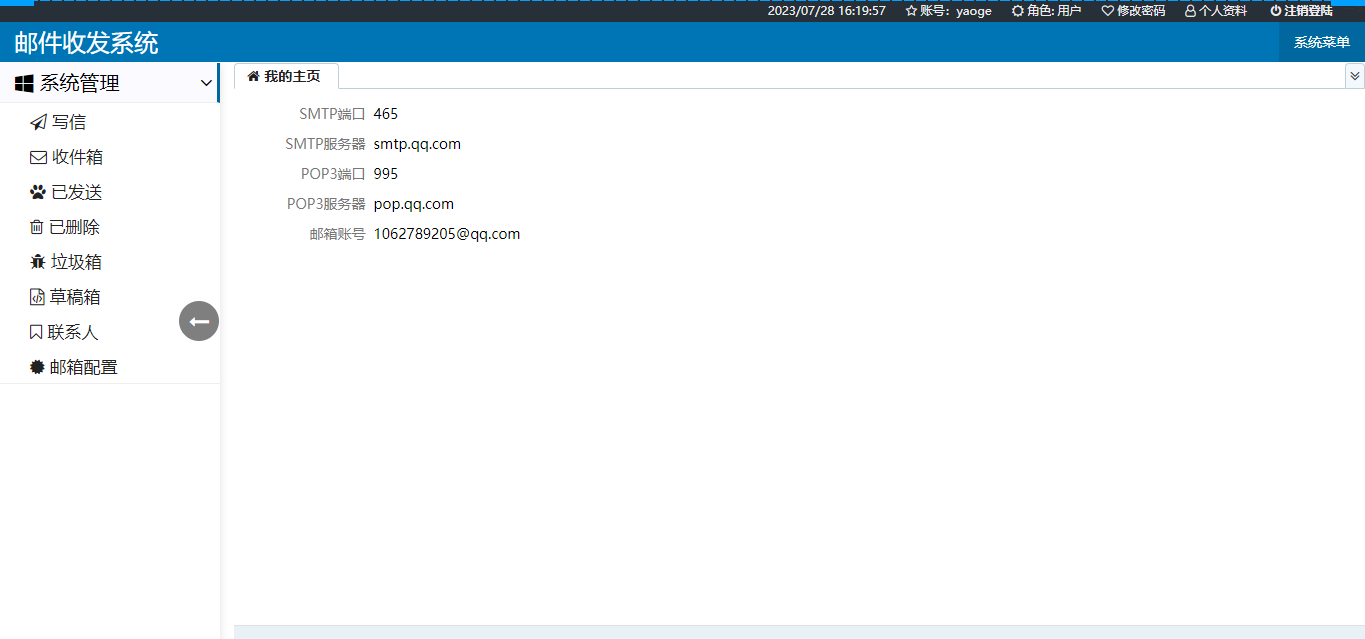 2023/07/28 16:19:57 账号：yaoge 角色: 用户 修改密码 个人资料 注销登陆
邮件收发系统 系统菜单
系统管理
我的主页
写信
收件箱
已发送
已删除
垃圾箱
草稿箱
联系人
邮箱配置
SMTP端口 465
SMTP服务器 smtp.qq.com
POP3端口 995
POP3服务器 pop.qq.com
邮箱账号 1062789205@qq.com